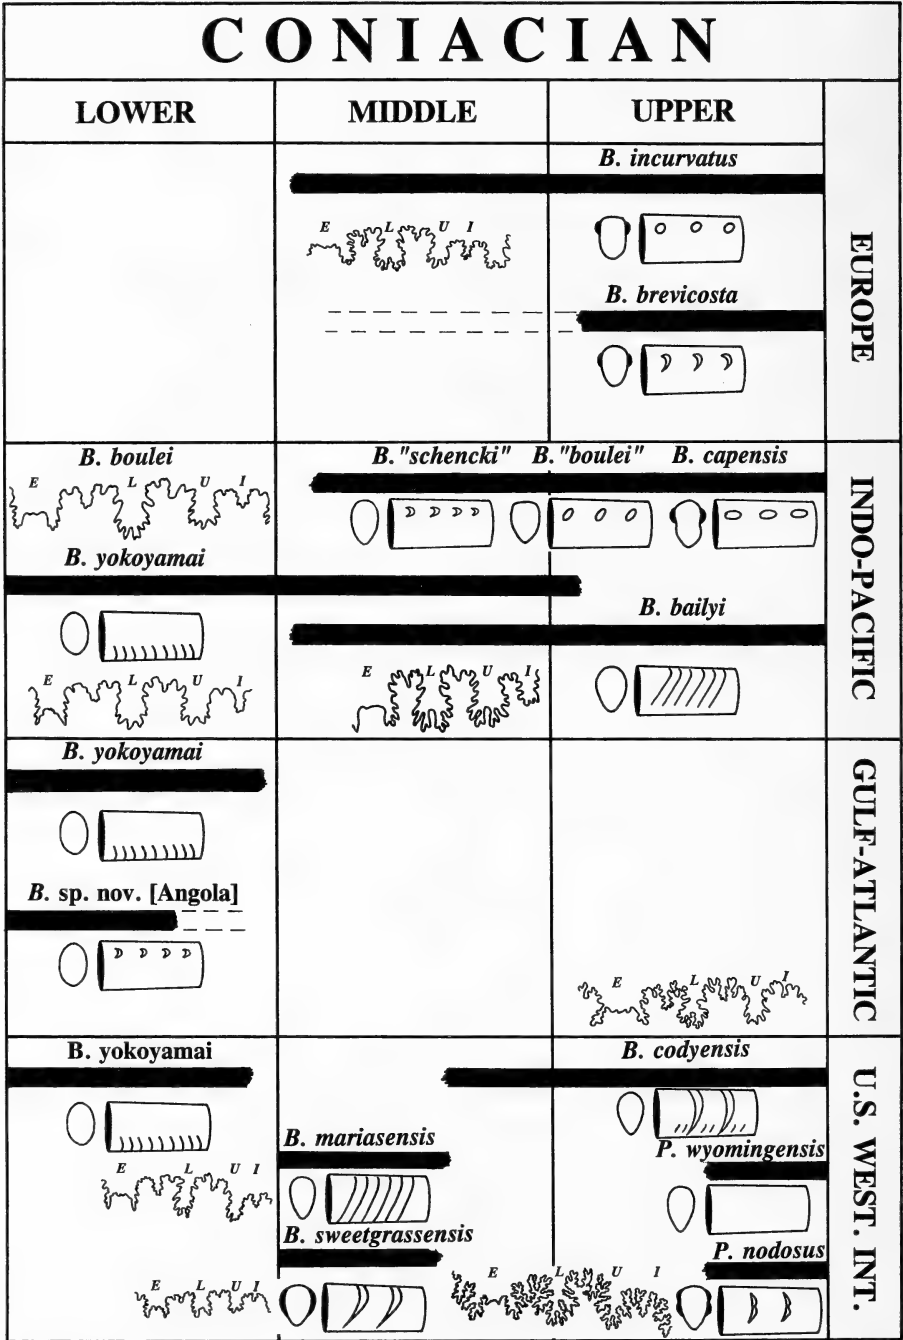 CONIACIAN
LOWER MIDDLE UPPER
EUROPE
B. incurvatus
E L U I
B. brevicosta
INDO-PACIFIC
B. boulei
E L U I
B. "schencki" B. "boulei" B. capensis
B. yokoyamai
B. bailyi
E L U I
E L U I
GULF-ATLANTIC
B. yokoyamai
B. sp. nov. [Angola]
E L U I
U.S. WEST. INT.
B. yokoyamai
B. codyensis
B. mariasensis
P. wyomingensis
E L U I
B. sweetgrassensis
P. nodosus
E L U I
E L U I